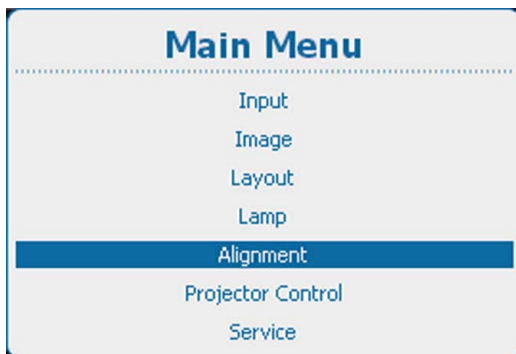 Main Menu
Input
Image
Layout
Lamp
Alignment
Projector Control
Service